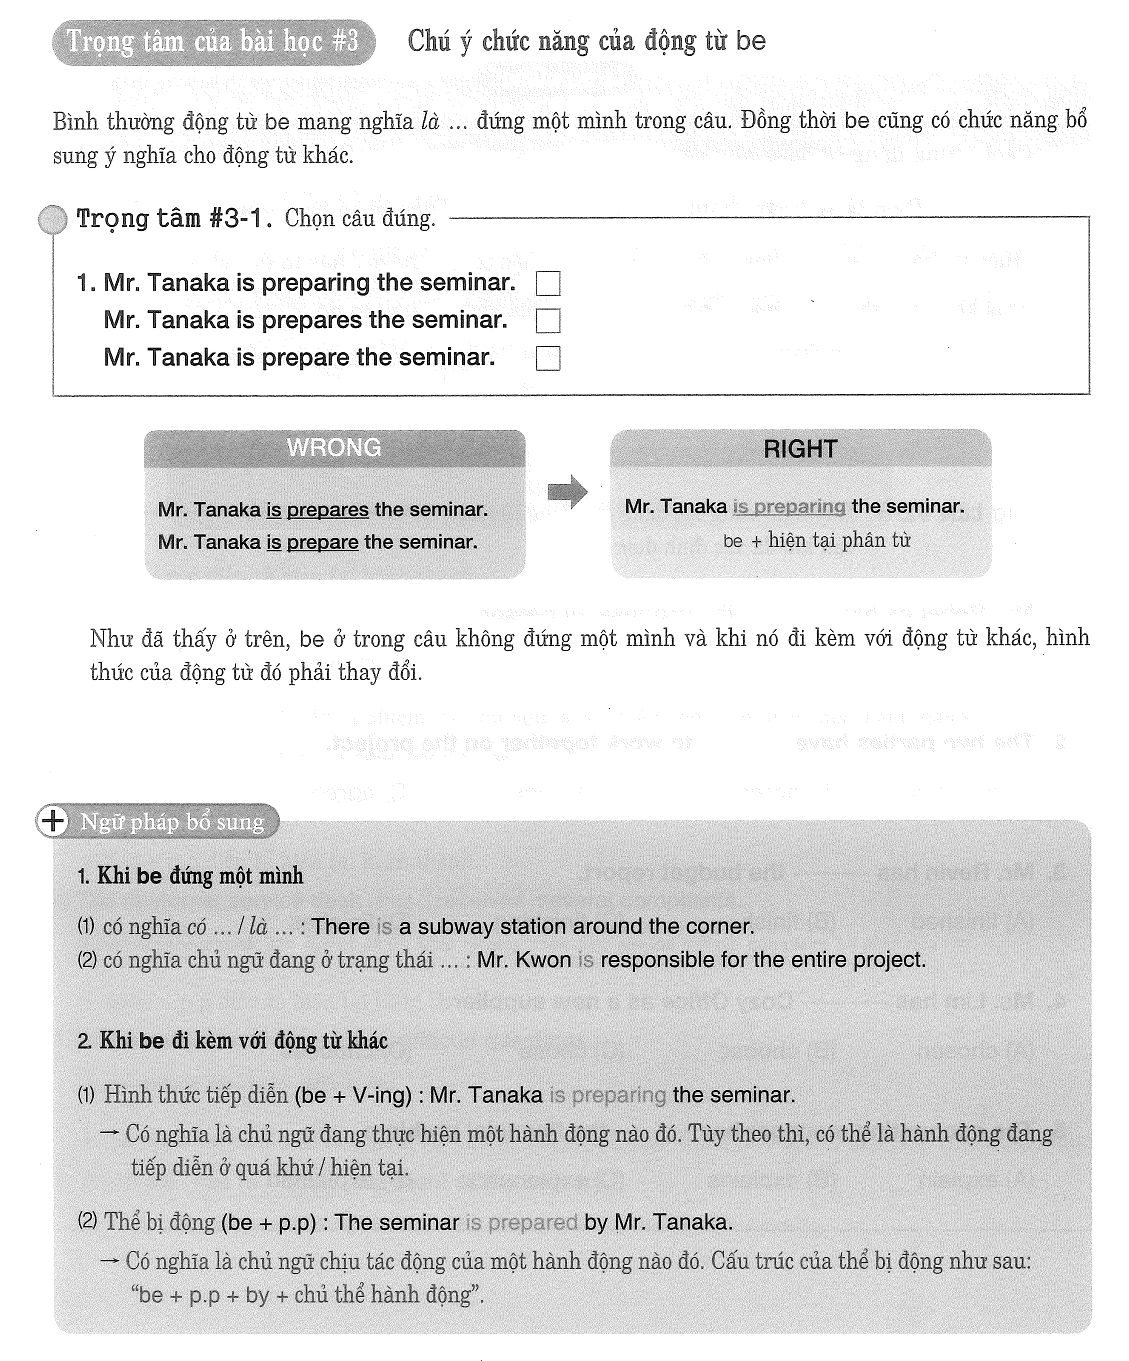 Trọng tâm của bài học #3 Chú ý chức năng của động từ be
Bình thường động từ be mang nghĩa là ... đứng một mình trong câu. Đồng thời be cũng có chức năng bổ
sung ý nghĩa cho động từ khác.
Trọng tâm #3-1. Chọn câu đúng.
1. Mr. Tanaka is preparing the seminar.
Mr. Tanaka is prepares the seminar.
Mr. Tanaka is prepare the seminar.
WRONG
Mr. Tanaka is prepares the seminar.
Mr. Tanaka is prepare the seminar.
RIGHT
Mr. Tanaka is preparing the seminar.
be + hiện tại phân từ
Như đã thấy ở trên, be ở trong câu không đứng một mình và khi nó đi kèm với động từ khác, hình
thức của động từ đó phải thay đổi.
Ngữ pháp bổ sung
1. Khi be đứng một mình
(1) có nghĩa có ... / là ... : There is a subway station around the corner.
(2) có nghĩa chủ ngữ đang ở trạng thái ... : Mr. Kwon is responsible for the entire project.
2. Khi be đi kèm với động từ khác
(1) Hình thức tiếp diễn (be + V-ing) : Mr. Tanaka is preparing the seminar.
→ Có nghĩa là chủ ngữ đang thực hiện một hành động nào đó. Tùy theo thì, có thể là hành động đang
tiếp diễn ở quá khứ / hiện tại.
(2) Thể bị động (be + p.p) : The seminar is prepared by Mr. Tanaka.
→ Có nghĩa là chủ ngữ chịu tác động của một hành động nào đó. Cấu trúc của thể bị động như sau:
“be + p.p + by + chủ thể hành động”.